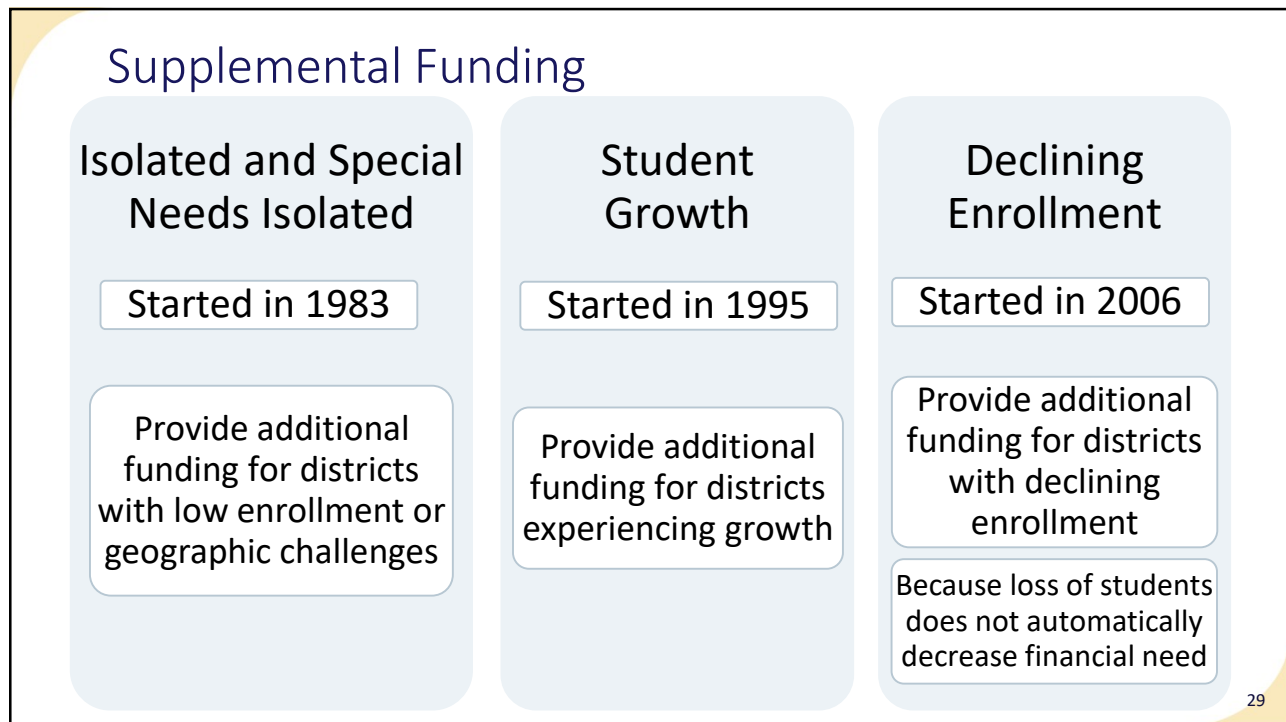 Supplemental Funding
Isolated and Special
Needs Isolated
Started in 1983
Provide additional
funding for districts
with low enrollment or
geographic challenges
Student
Growth
Started in 1995
Provide additional
funding for districts
experiencing growth
Declining
Enrollment
Started in 2006
Provide additional
funding for districts
with declining
enrollment
Because loss of students
does not automatically
decrease financial need
29